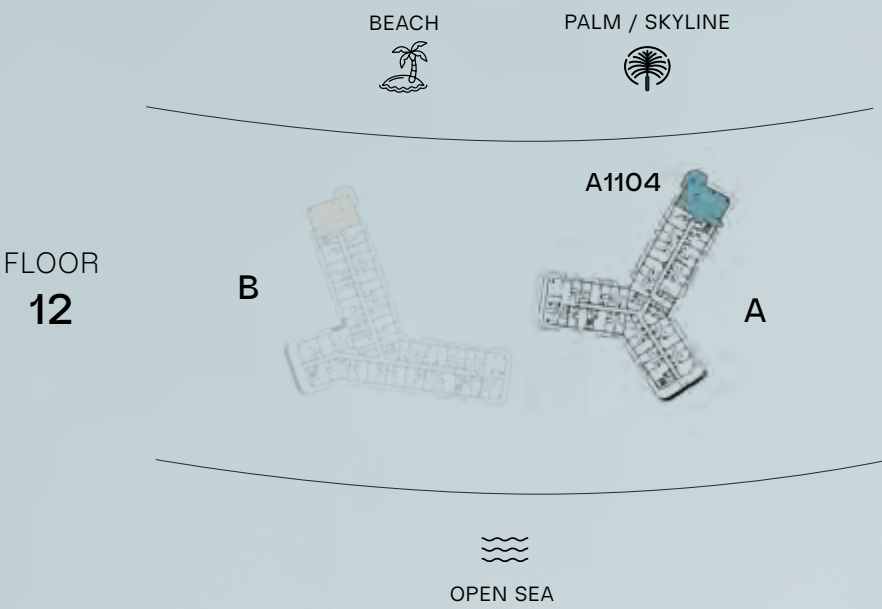 BEACH
PALM / SKYLINE
A1104
FLOOR
12
B
A
OPEN SEA